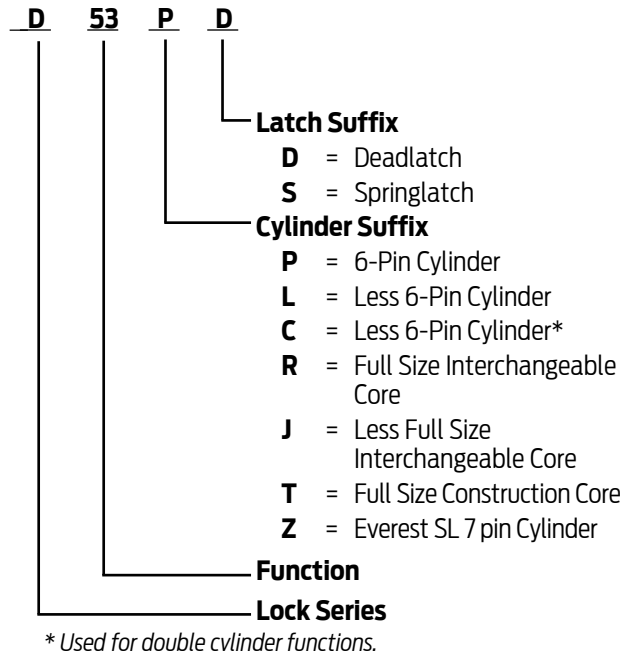 D 53 P D
Latch Suffix
D = Deadlatch
S = Springlatch
Cylinder Suffix
P = 6-Pin Cylinder
L = Less 6-Pin Cylinder
C = Less 6-Pin Cylinder*
R = Full Size Interchangeable
Core
J = Less Full Size
Interchangeable Core
T = Full Size Construction Core
Z = Everest SL 7 pin Cylinder
Function
Lock Series
* Used for double cylinder functions.